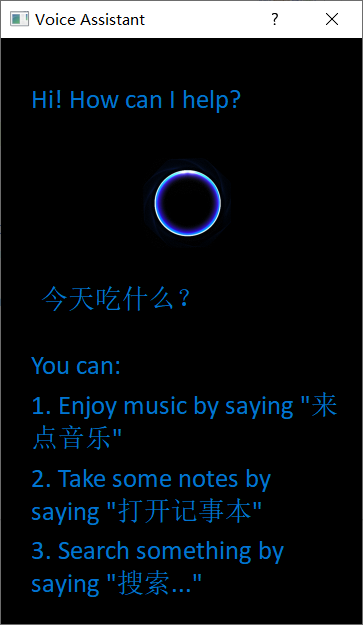 Voice Assistant
Hi! How can I help?
今天吃什么？
You can:
1. Enjoy music by saying "来
点音乐"
2. Take some notes by
saying "打开记事本"
3. Search something by
saying "搜索..."